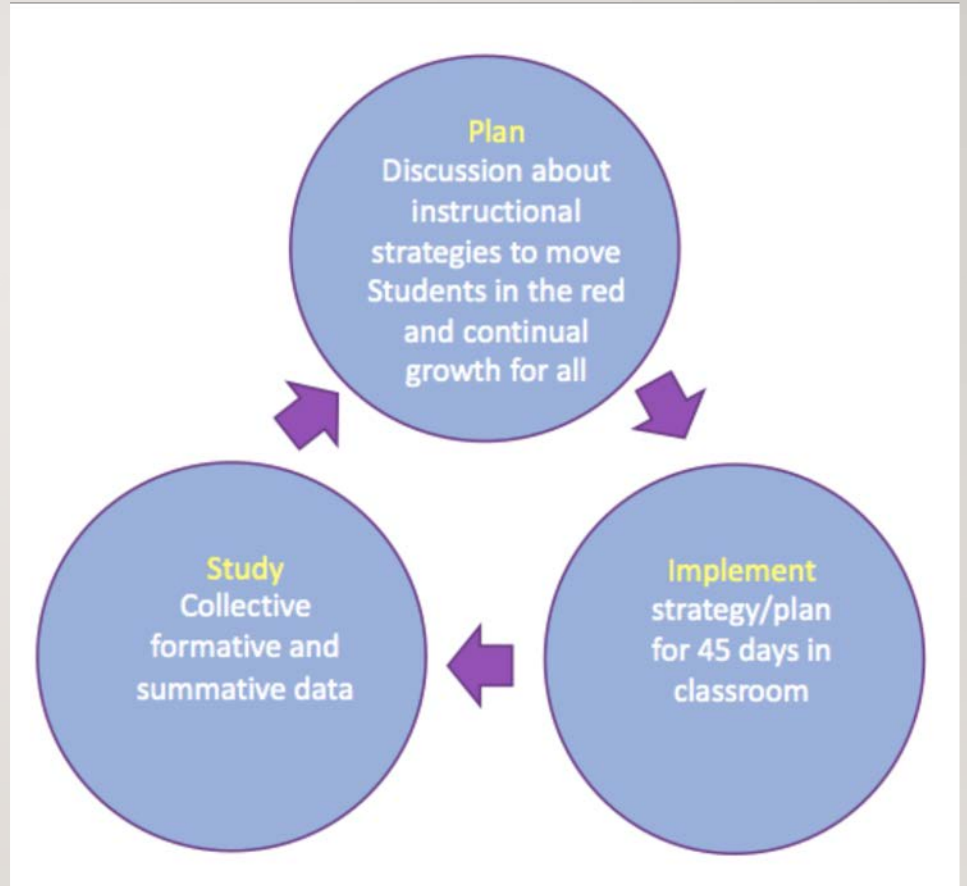 Plan
Discussion about
instructional
strategies to move
Students in the red
and continual
growth for all
Implement
strategy/plan
for 45 days in
classroom
Study
Collective
formative and
summative data